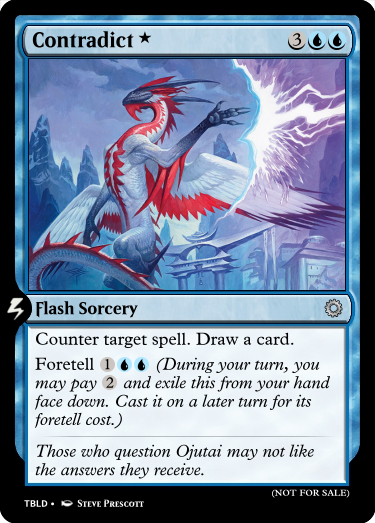 Contradict ★ 3
Flash Sorcery
Counter target spell. Draw a card.
Foretell 1 (During your turn, you
may pay 2 and exile this from your hand
face down. Cast it on a later turn for its
foretell cost.)
Those who question Ojutai may not like
the answers they receive.
(NOT FOR SALE)
TBLD • Steve Prescott